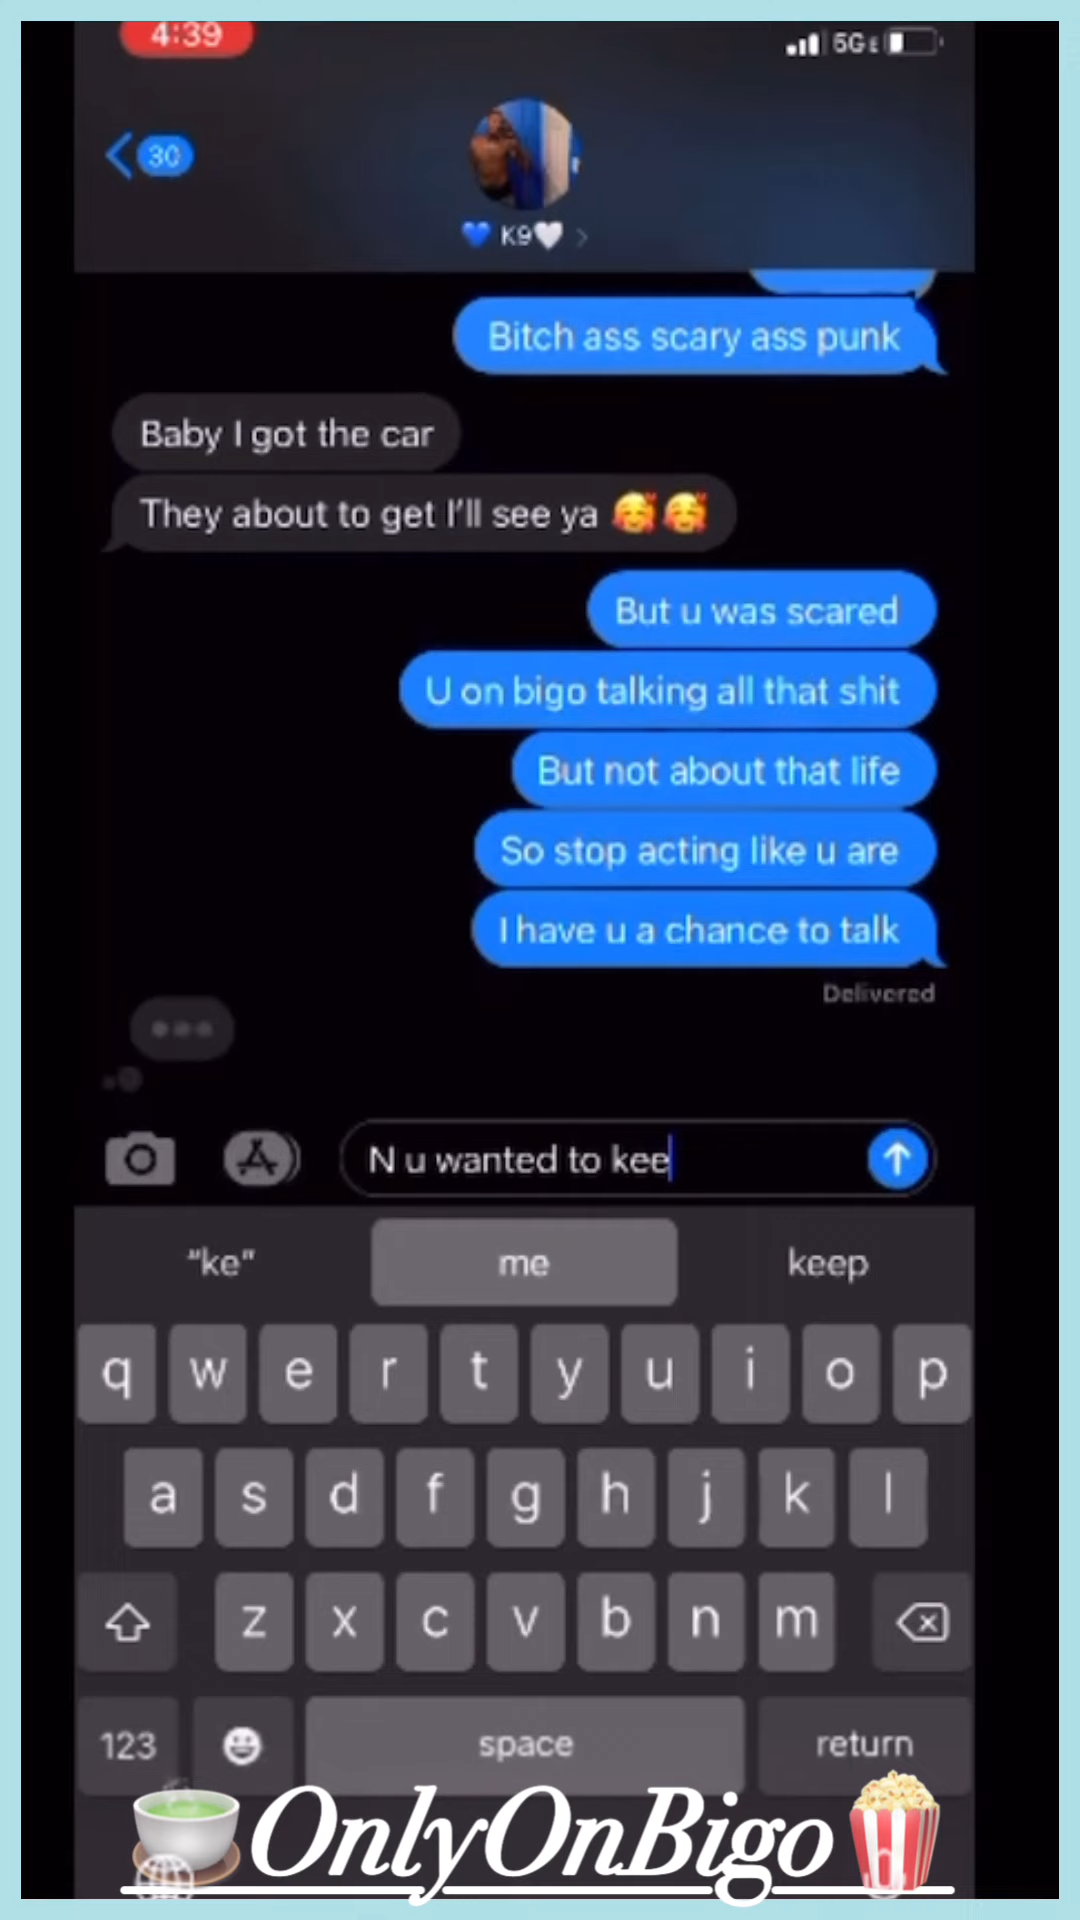 4:39
5G E
30
💙 K9🤍 >
Bitch ass scary ass punk
Baby I got the car
They about to get I'll see ya 🥰🥰
But u was scared
U on bigo talking all that shit
But not about that life
So stop acting like u are
I have u a chance to talk
Delivered
N u wanted to kee
"ke" me keep
q w e r t y u i o p
a s d f g h j k l
z x c v b n m
123 space return
🍵OnlyOnBigo🍿